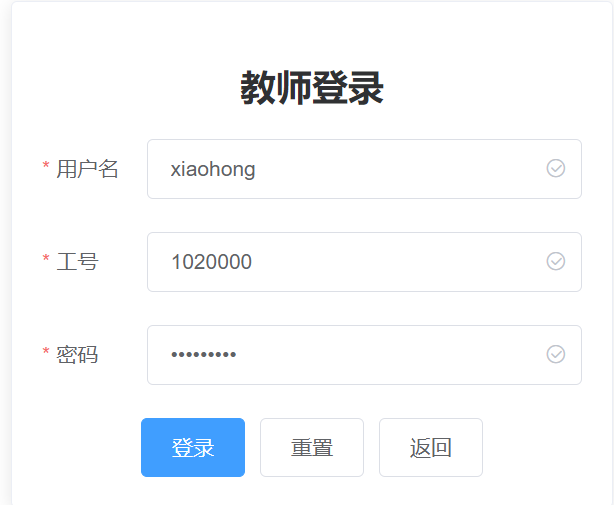 教师登录
* 用户名 xiaohong
* 工号 1020000
* 密码 •••••••••
登录 重置 返回